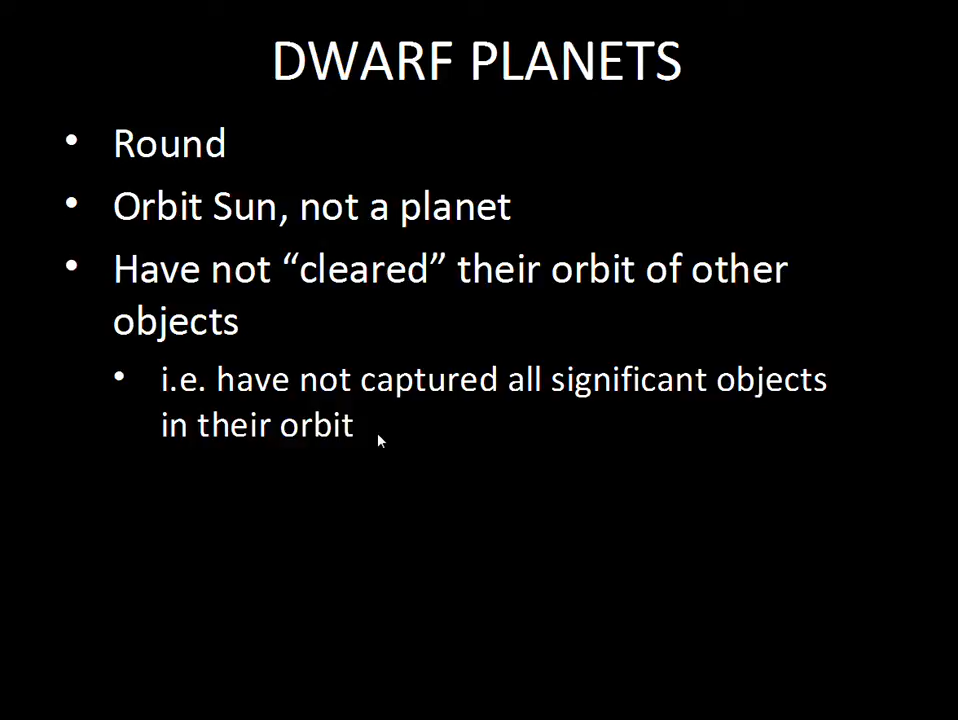 DWARF PLANETS
• Round
• Orbit Sun, not a planet
• Have not “cleared” their orbit of other
objects
• i.e. have not captured all significant objects
in their orbit